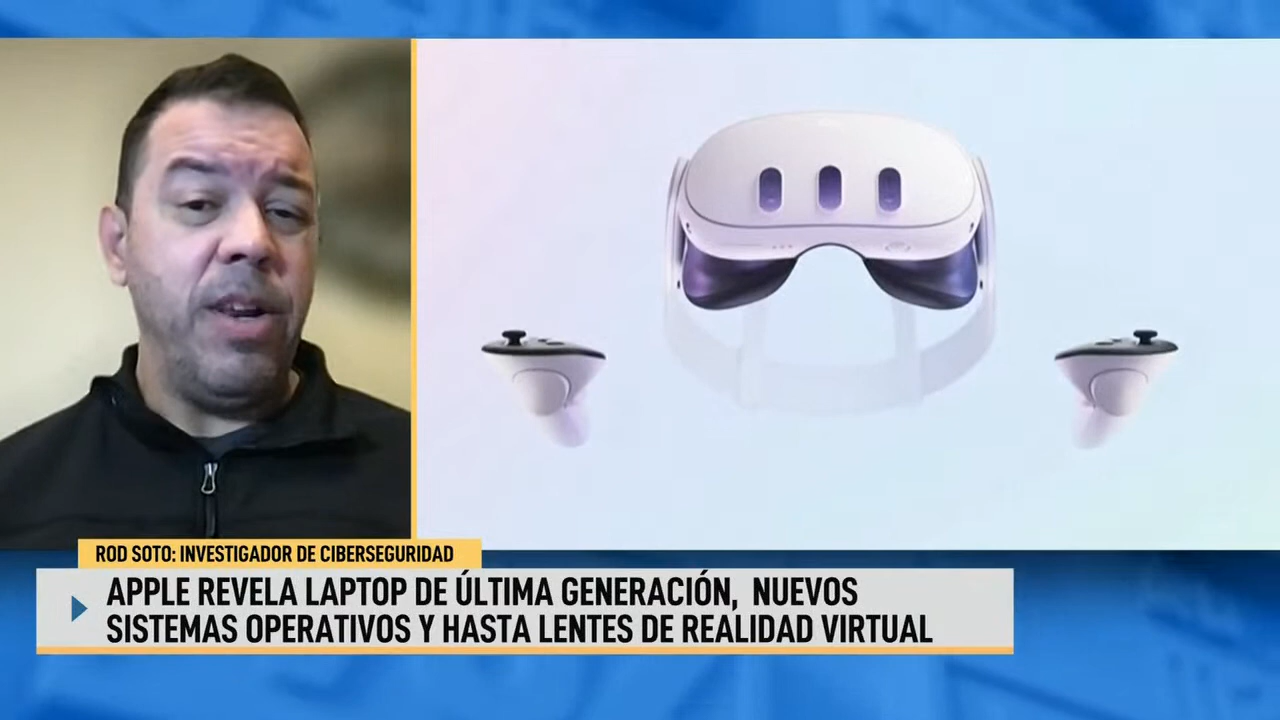 ROD SOTO: INVESTIGADOR DE CIBERSEGURIDAD
APPLE REVELA LAPTOP DE ÚLTIMA GENERACIÓN, NUEVOS
SISTEMAS OPERATIVOS Y HASTA LENTES DE REALIDAD VIRTUAL